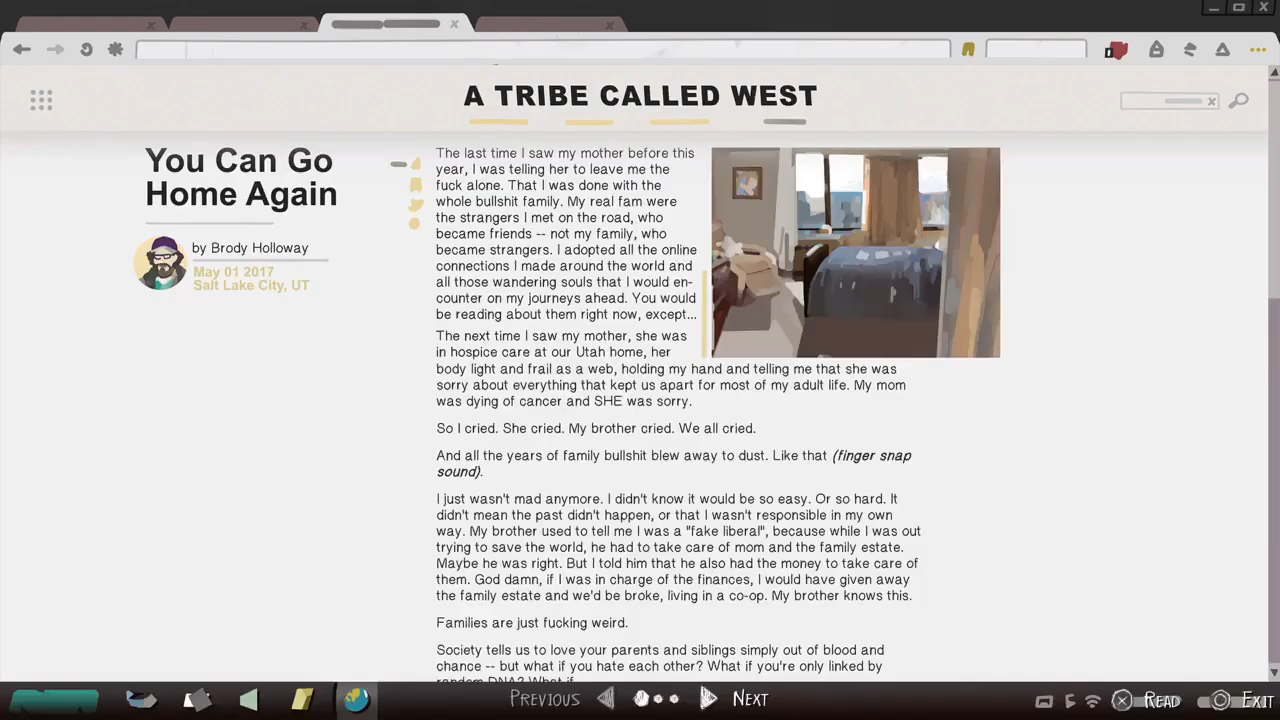 A TRIBE CALLED WEST
You Can Go
Home Again
by Brody Holloway
May 01 2017
Salt Lake City, UT
The last time I saw my mother before this
year, I was telling her to leave me the
fuck alone. That I was done with the
whole bullshit family. My real fam were
the strangers I met on the road, who
became friends -- not my family, who
became strangers. I adopted all the online
connections I made around the world and
all those wandering souls that I would en-
counter on my journeys ahead. You would
be reading about them right now, except...
The next time I saw my mother, she was
in hospice care at our Utah home, her
body light and frail as a web, holding my hand and telling me that she was
sorry about everything that kept us apart for most of my adult life. My mom
was dying of cancer and SHE was sorry.
So I cried. She cried. My brother cried. We all cried.
And all the years of family bullshit blew away to dust. Like that (finger snap
sound).
I just wasn't mad anymore. I didn't know it would be so easy. Or so hard. It
didn't mean the past didn't happen, or that I wasn't responsible in my own
way. My brother used to tell me I was a "fake liberal", because while I was out
trying to save the world, he had to take care of mom and the family estate.
Maybe he was right. But I told him that he also had the money to take care of
them. God damn, if I was in charge of the finances, I would have given away
the family estate and we'd be broke, living in a co-op. My brother knows this.
Families are just fucking weird.
Society tells us to love your parents and siblings simply out of blood and
chance -- but what if you hate each other? What if you're only linked by
random DNA? What if
PREVIOUS NEXT READ EXIT